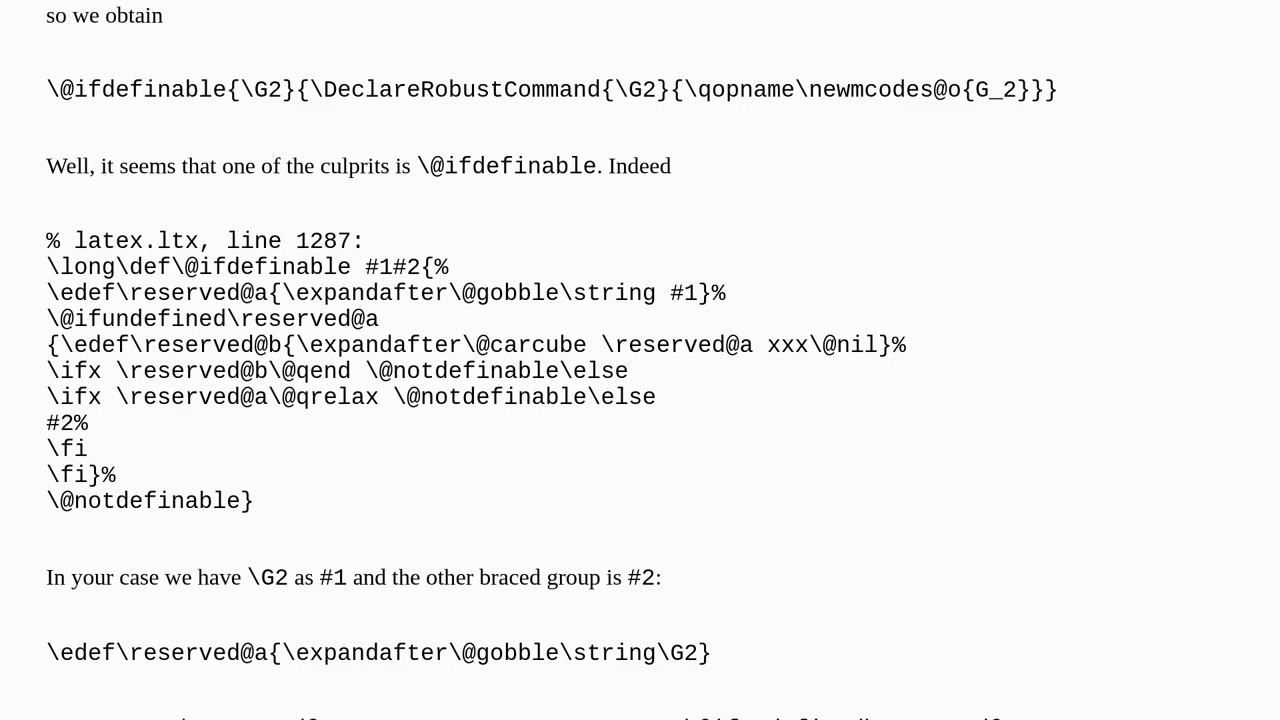 so we obtain
\@ifdefinable{\G2}{\DeclareRobustCommand{\G2}{\qopname\newmcodes@o{G_2}}}
Well, it seems that one of the culprits is \@ifdefinable. Indeed
% latex.ltx, line 1287:
\long\def\@ifdefinable #1#2{%
\edef\reserved@a{\expandafter\@gobble\string #1}%
\@ifundefined\reserved@a
{\edef\reserved@b{\expandafter\@carcube \reserved@a xxx\@nil}%
\ifx \reserved@b\@qend \@notdefinable\else
\ifx \reserved@a\@qrelax \@notdefinable\else
#2%
\fi
\fi}%
\@notdefinable}
In your case we have \G2 as #1 and the other braced group is #2:
\edef\reserved@a{\expandafter\@gobble\string\G2}